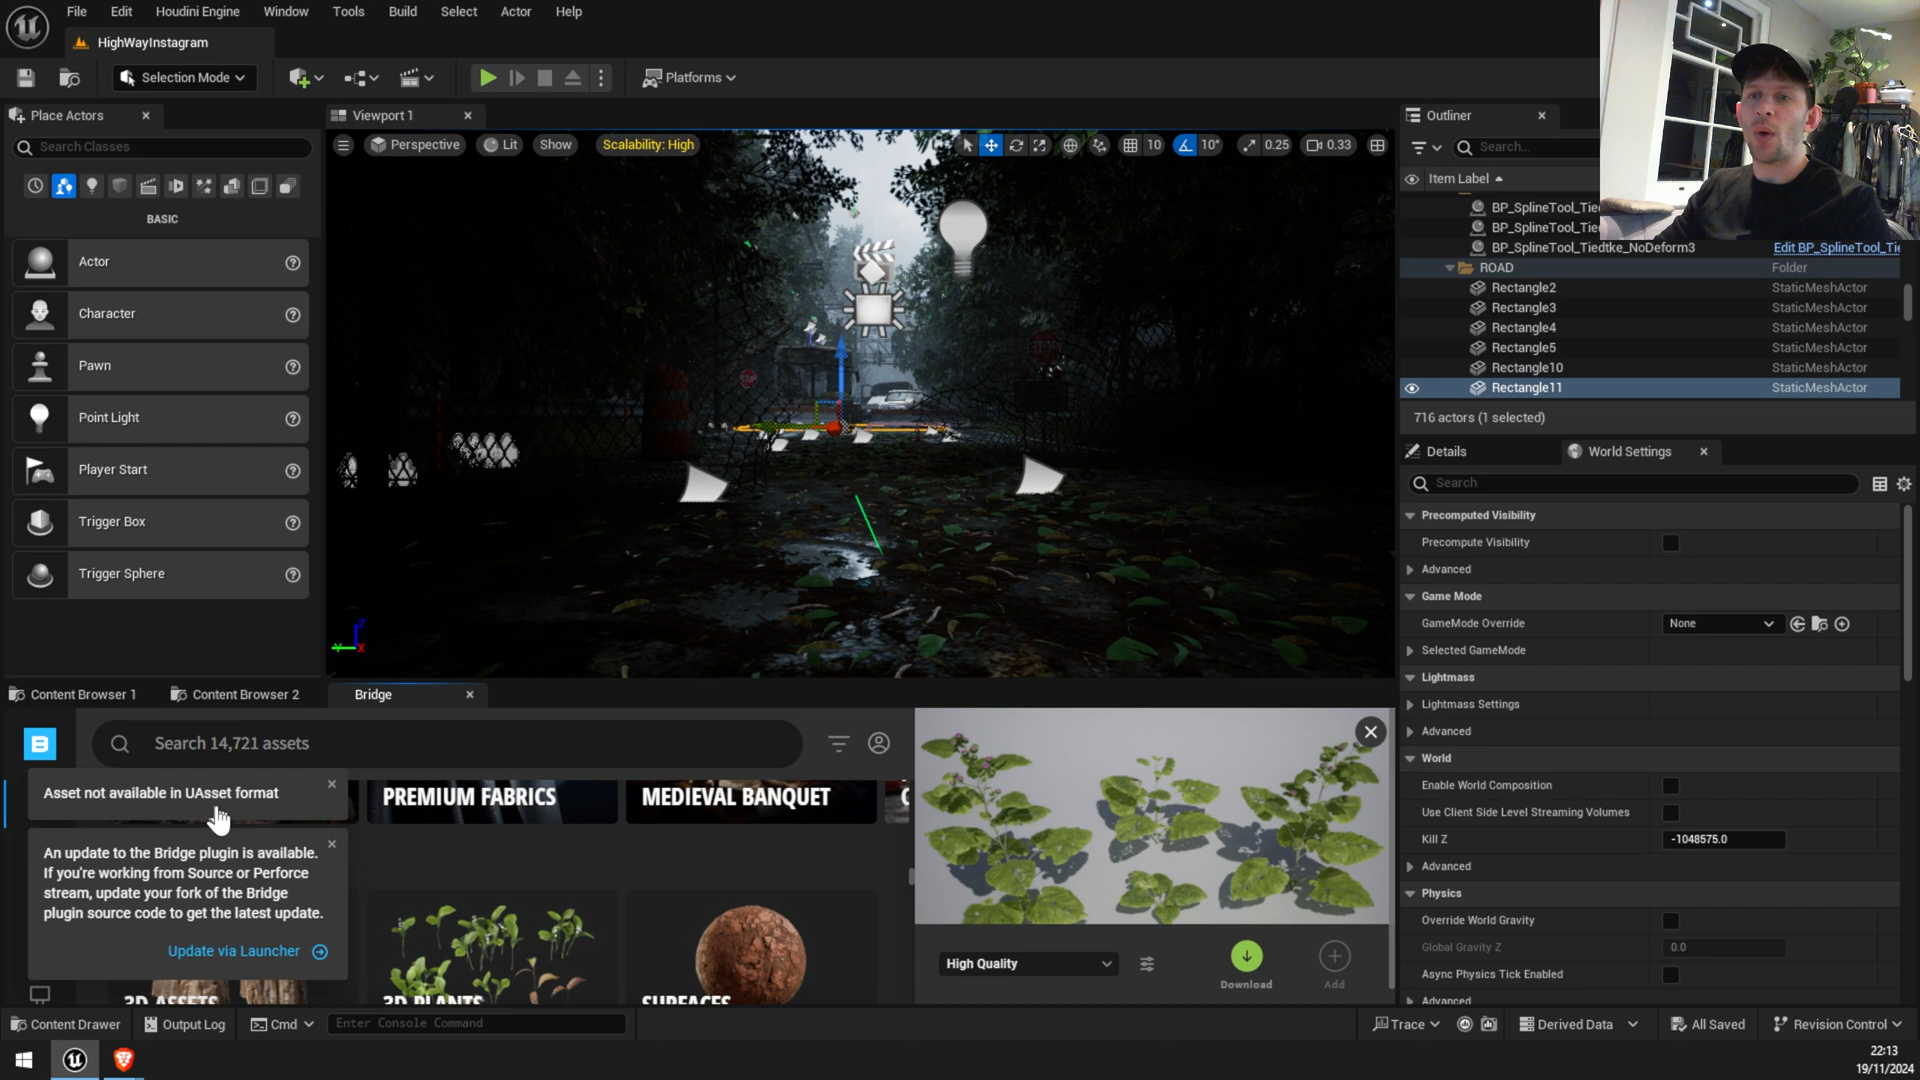 File Edit Houdini Engine Window Tools Build Select Actor Help
HighWayInstagram
Selection Mode
Platforms
Place Actors
Search Classes
BASIC
Actor
Character
Pawn
Point Light
Player Start
Trigger Box
Trigger Sphere
Viewport 1
Perspective Lit Show Scalability: High 10 10° 0.25 0.33
STOP
Outliner
Search...
Item Label
BP_SplineTool_Tie
BP_SplineTool_Tie
BP_SplineTool_Tiedtke_NoDeform3 Edit BP_SplineTool_Tie
ROAD Folder
Rectangle2 StaticMeshActor
Rectangle3 StaticMeshActor
Rectangle4 StaticMeshActor
Rectangle5 StaticMeshActor
Rectangle10 StaticMeshActor
Rectangle11 StaticMeshActor
716 actors (1 selected)
Details World Settings
Search
Precomputed Visibility
Precompute Visibility
Advanced
Game Mode
GameMode Override None
Selected GameMode
Lightmass
Lightmass Settings
Advanced
World
Enable World Composition
Use Client Side Level Streaming Volumes
Kill Z -1048575.0
Advanced
Physics
Override World Gravity
Global Gravity Z 0.0
Async Physics Tick Enabled
Advanced
Content Browser 1 Content Browser 2 Bridge
Search 14,721 assets
Asset not available in UAsset format
An update to the Bridge plugin is available.
If you're working from Source or Perforce
stream, update your fork of the Bridge
plugin source code to get the latest update.
Update via Launcher
PREMIUM FABRICS MEDIEVAL BANQUET
3D ASSETS 3D PLANTS SURFACES
High Quality
Download Add
Content Drawer Output Log Cmd Enter Console Command
Trace Derived Data All Saved Revision Control
22:13
19/11/2024